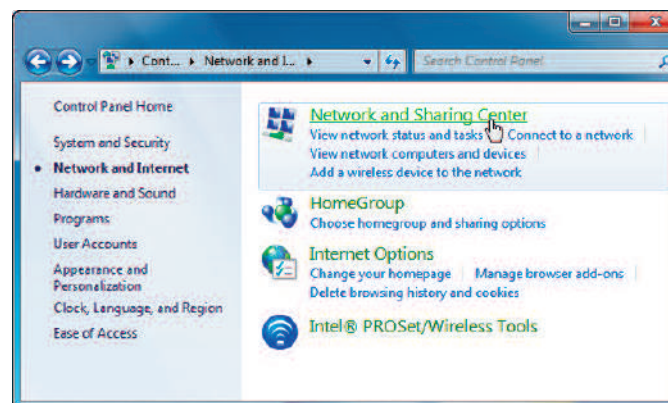 Cont... Network and I... Search Control Panel
Control Panel Home
System and Security
Network and Internet
Hardware and Sound
Programs
User Accounts
Appearance and
Personalization
Clock, Language, and Region
Ease of Access
Network and Sharing Center
View network status and tasks Connect to a network
View network computers and devices
Add a wireless device to the network
HomeGroup
Choose homegroup and sharing options
Internet Options
Change your homepage Manage browser add-ons
Delete browsing history and cookies
Intel® PROSet/Wireless Tools